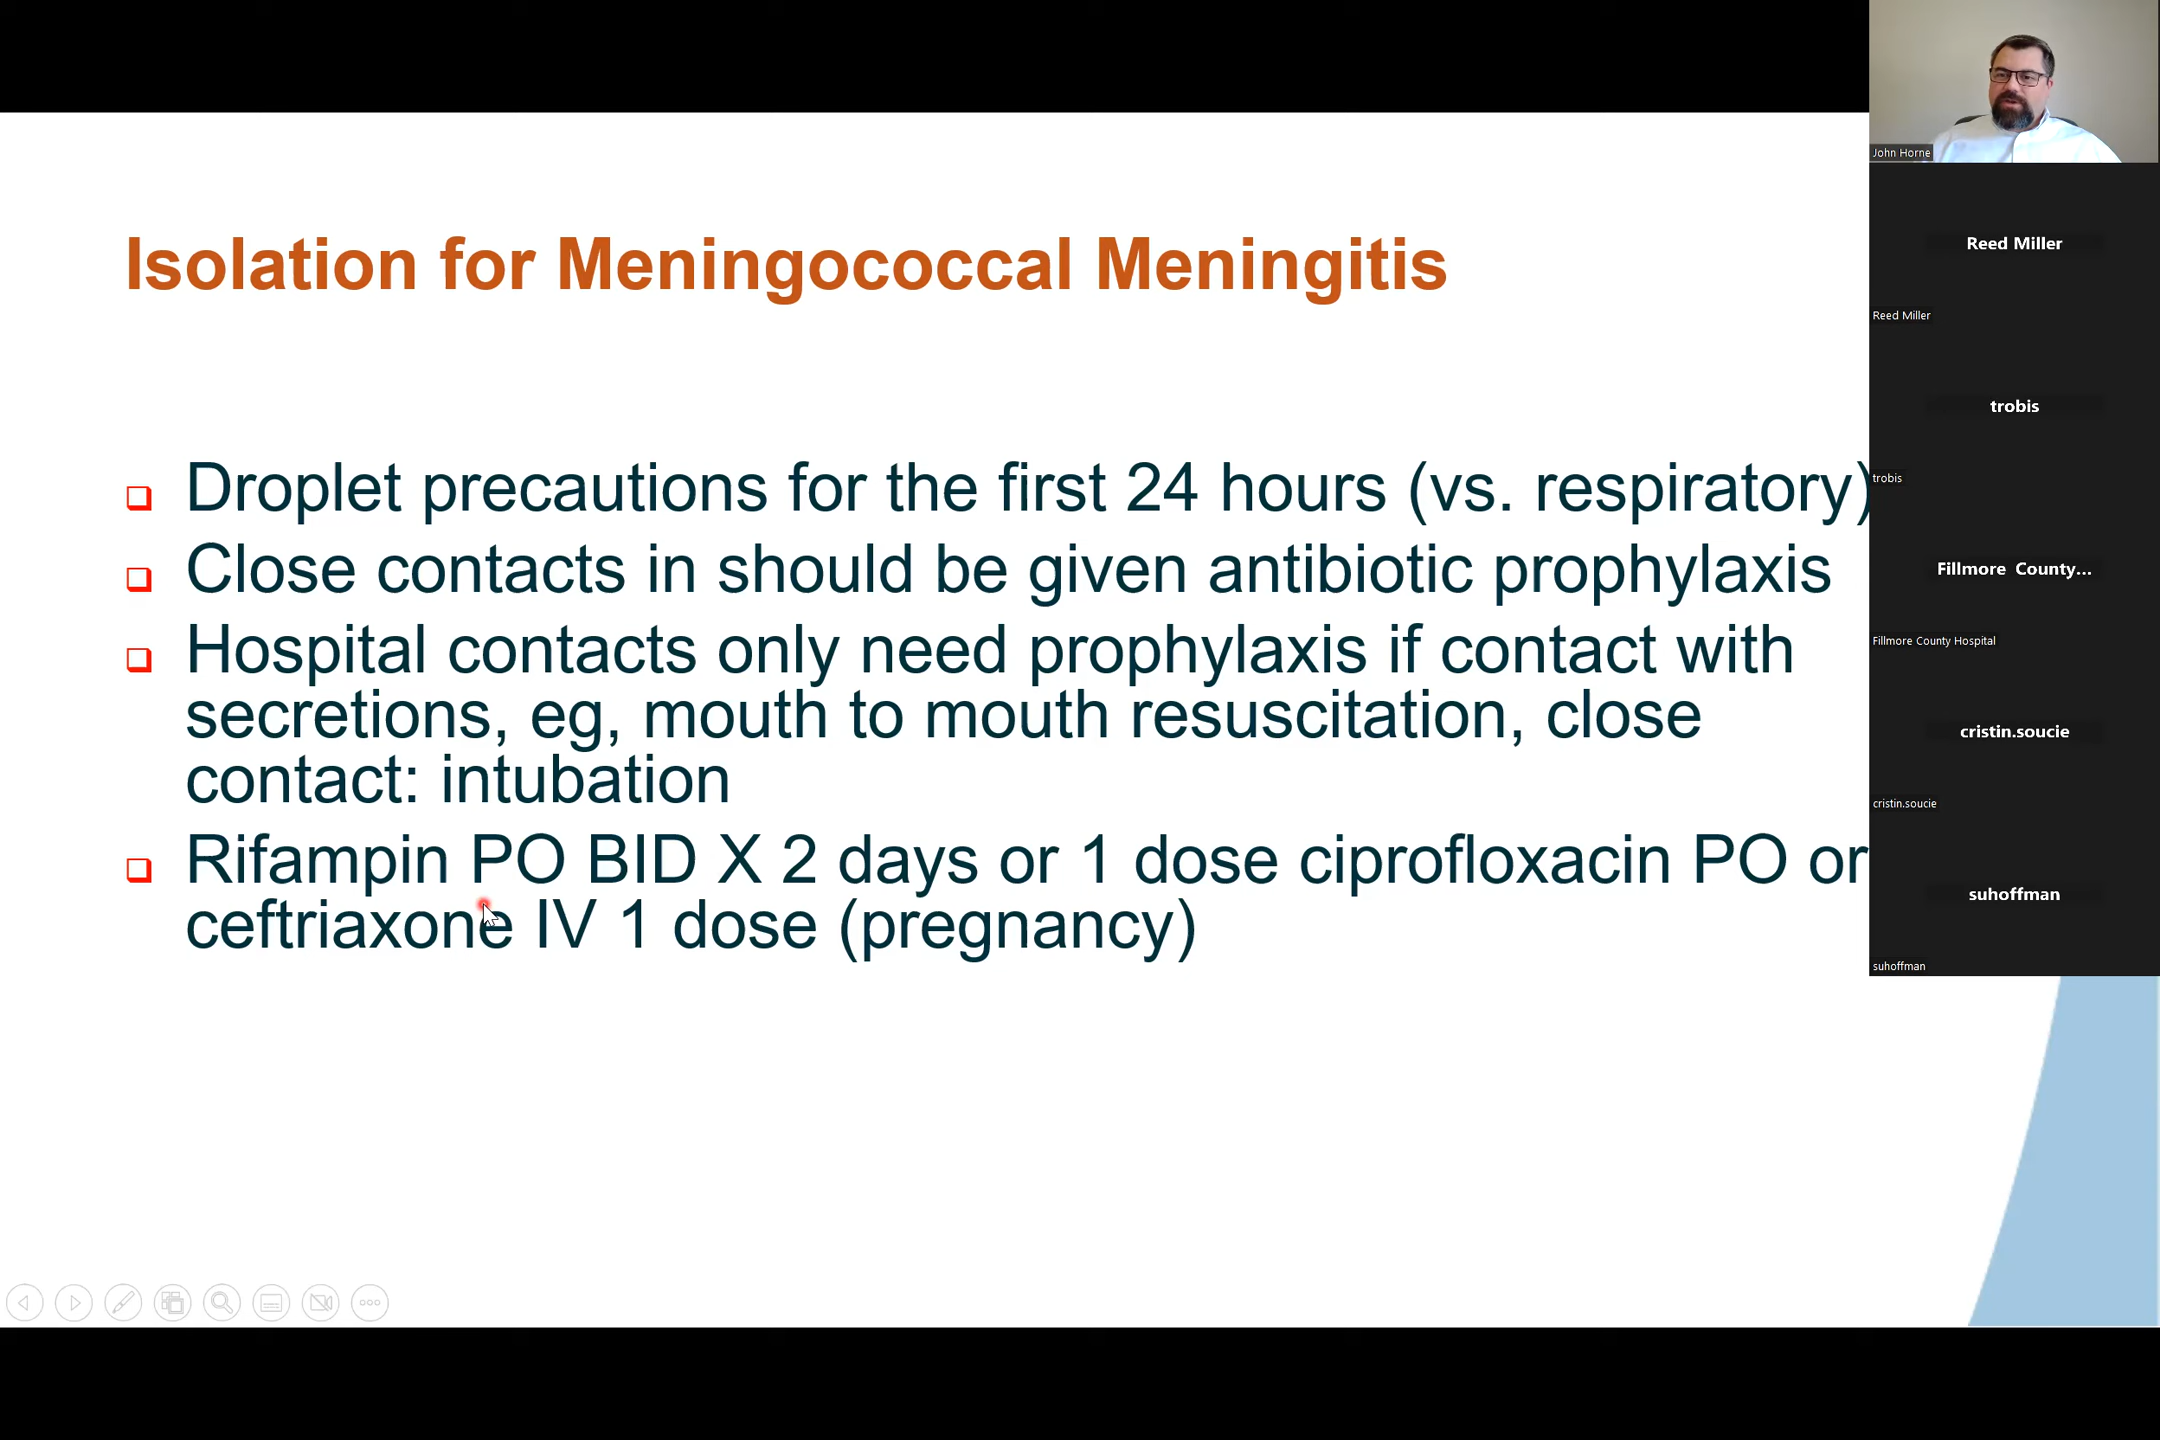 Isolation for Meningococcal Meningitis
❑ Droplet precautions for the first 24 hours (vs. respiratory)
❑ Close contacts in should be given antibiotic prophylaxis
❑ Hospital contacts only need prophylaxis if contact with
secretions, eg, mouth to mouth resuscitation, close
contact: intubation
❑ Rifampin PO BID X 2 days or 1 dose ciprofloxacin PO or
ceftriaxone IV 1 dose (pregnancy)
John Horne
Reed Miller
Reed Miller
trobis
trobis
Fillmore County...
Fillmore County Hospital
cristin.soucie
cristin.soucie
suhoffman
suhoffman